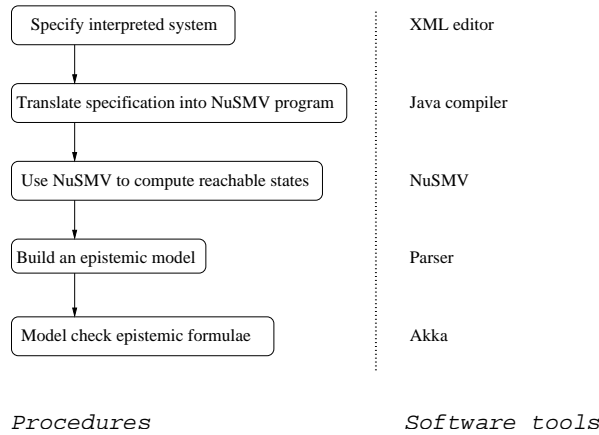 Specify interpreted system
XML editor
Translate specification into NuSMV program
Java compiler
Use NuSMV to compute reachable states
NuSMV
Build an epistemic model
Parser
Model check epistemic formulae
Akka
Procedures
Software tools